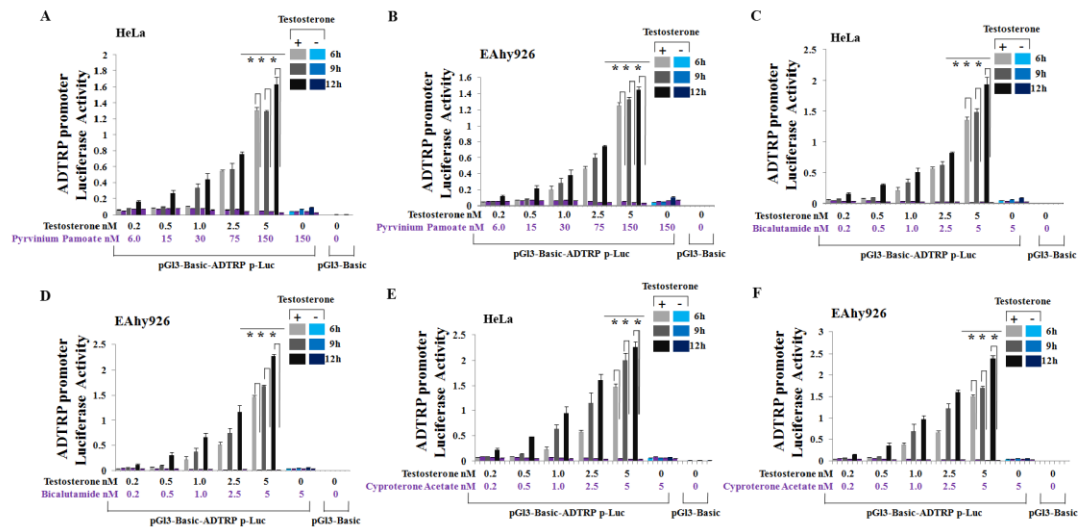 A
HeLa
Testosterone
+ -
6h
9h
12h
* * *
ADTRP promoter
Luciferase Activity
2
1.8
1.6
1.4
1.2
1
0.8
0.6
0.4
0.2
0
Testosterone nM 0.2 0.5 1.0 2.5 5 0 0
Pyrvinium Pamoate nM 6.0 15 30 75 150 150 0
pGl3-Basic-ADTRP p-Luc pGl3-Basic
B
EAhy926
Testosterone
+ -
6h
9h
12h
* * *
ADTRP promoter
Luciferase Activity
1.6
1.4
1.2
1
0.8
0.6
0.4
0.2
0
Testosterone nM 0.2 0.5 1.0 2.5 5 0 0
Pyrvinium Pamoate nM 6.0 15 30 75 150 150 0
pGl3-Basic-ADTRP p-Luc pGl3-Basic
C
HeLa
Testosterone
+ -
6h
9h
12h
* * *
ADTRP promoter
Luciferase Activity
2.5
2
1.5
1
0.5
0
Testosterone nM 0.2 0.5 1.0 2.5 5 0 0
Bicalutamide nM 0.2 0.5 1.0 2.5 5 5 0
pGl3-Basic-ADTRP p-Luc pGl3-Basic
D
EAhy926
Testosterone
+ -
6h
9h
12h
* * *
ADTRP promoter
Luciferase Activity
2.5
2
1.5
1
0.5
0
Testosterone nM 0.2 0.5 1.0 2.5 5 0 0
Bicalutamide nM 0.2 0.5 1.0 2.5 5 5 0
pGl3-Basic-ADTRP p-Luc pGl3-Basic
E
HeLa
Testosterone
+ -
6h
9h
12h
* * *
ADTRP promoter
Luciferase Activity
2.5
2
1.5
1
0.5
0
Testosterone nM 0.2 0.5 1.0 2.5 5 0 0
Cyproterone Acetate nM 0.2 0.5 1.0 2.5 5 5 0
pGl3-Basic-ADTRP p-Luc pGl3-Basic
F
EAhy926
Testosterone
+ -
6h
9h
12h
* * *
ADTRP promoter
Luciferase Activity
3
2.5
2
1.5
1
0.5
0
Testosterone nM 0.2 0.5 1.0 2.5 5 0 0
Cyproterone Acetate nM 0.2 0.5 1.0 2.5 5 5 0
pGl3-Basic-ADTRP p-Luc pGl3-Basic